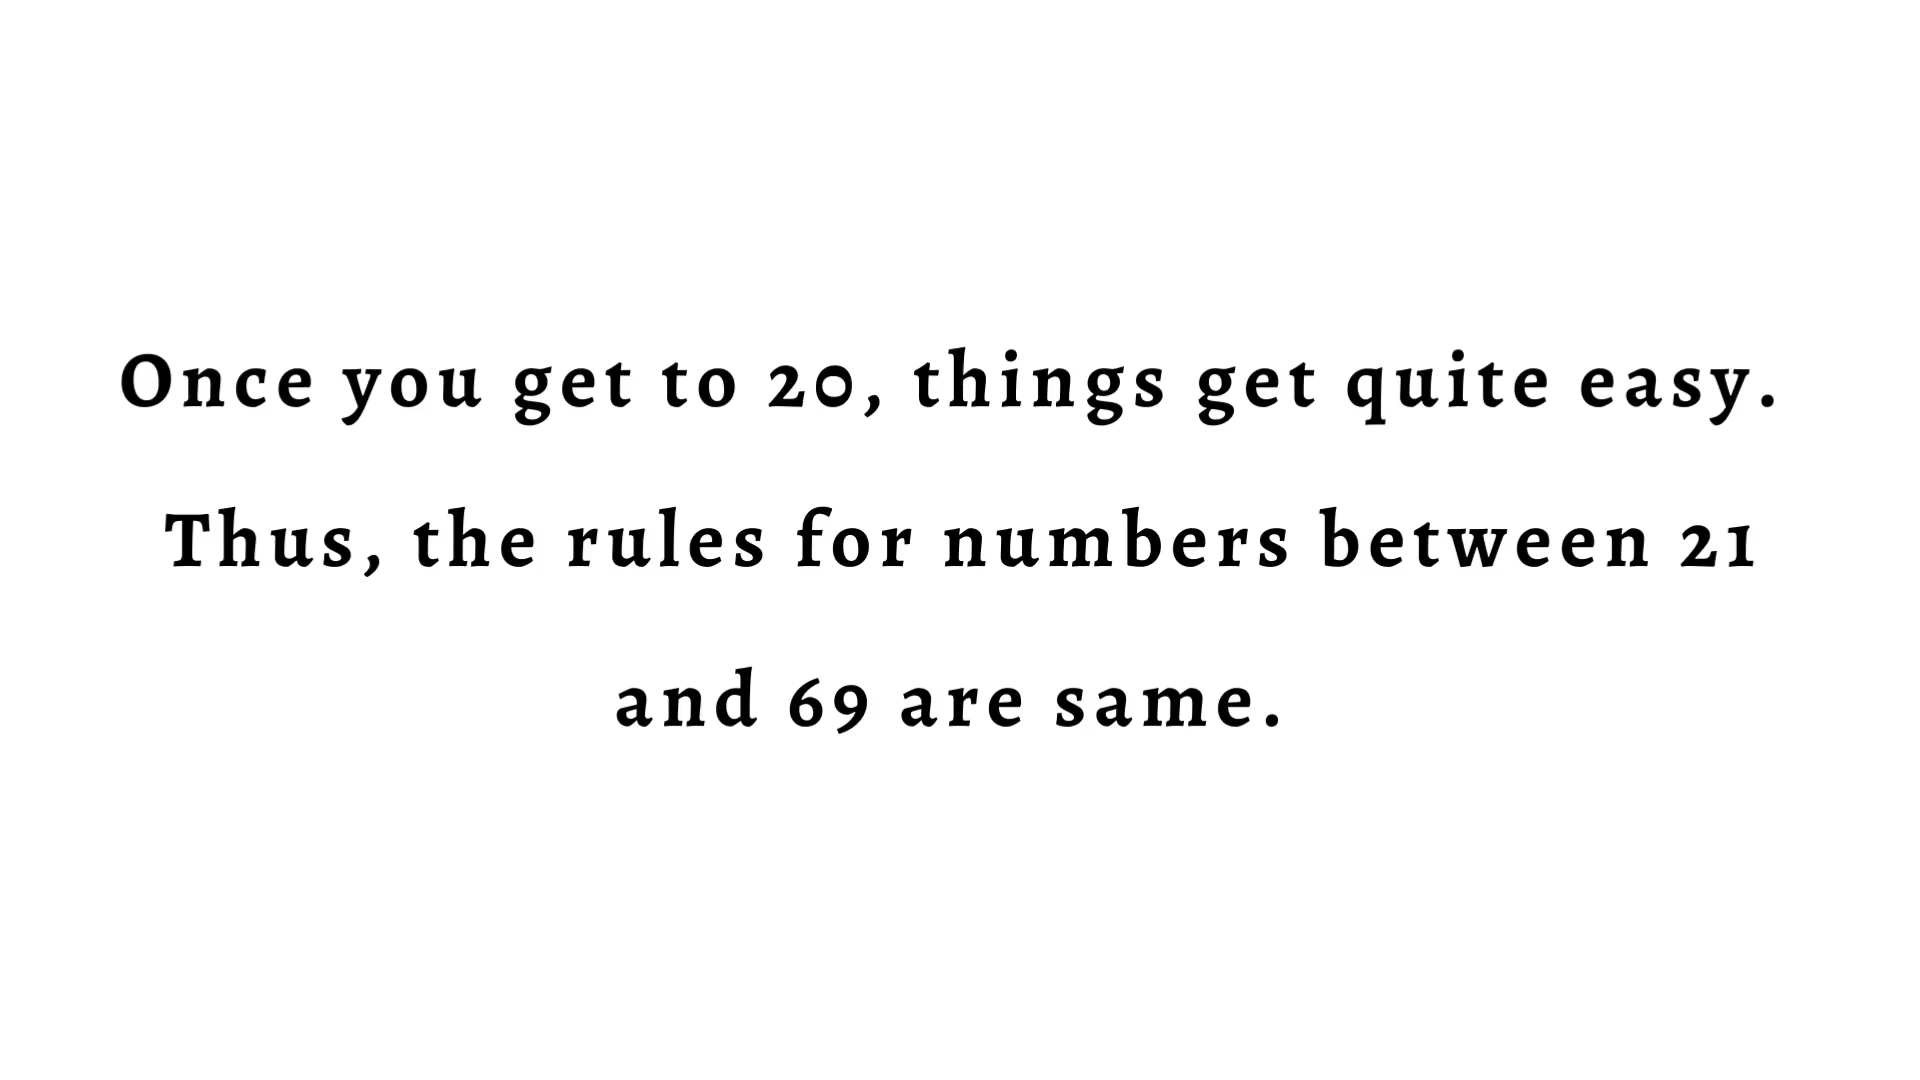 Once you get to 20, things get quite easy.
Thus, the rules for numbers between 21
and 69 are same.